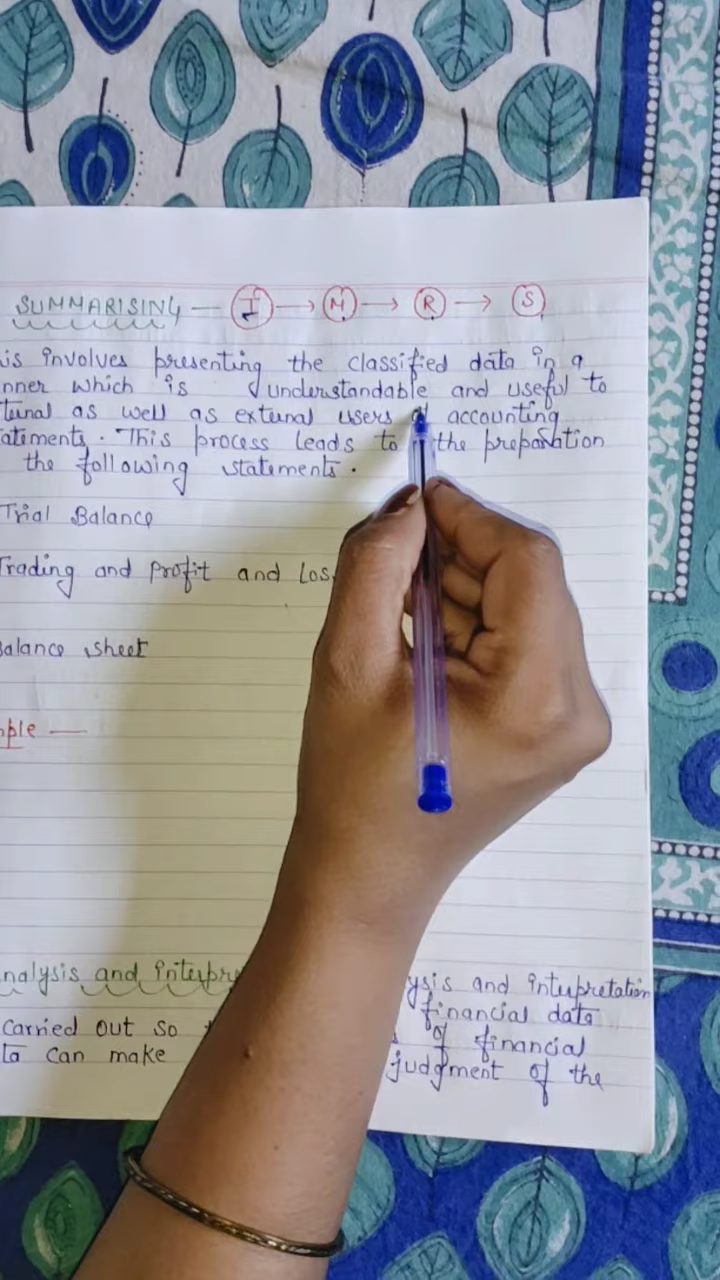 SUMMARISING — I → M → R → S
is involves presenting the classified data in a
nner which is understandable and useful to
ternal as well as external users accounting
atements. This process leads to the preparation
the following statements.
Trial Balance
Trading and Profit and Los
Balance sheet
mple —
nalysis and interpr ysis and interpretation
Carried out so financial data
of financial
ta can make judgment of the